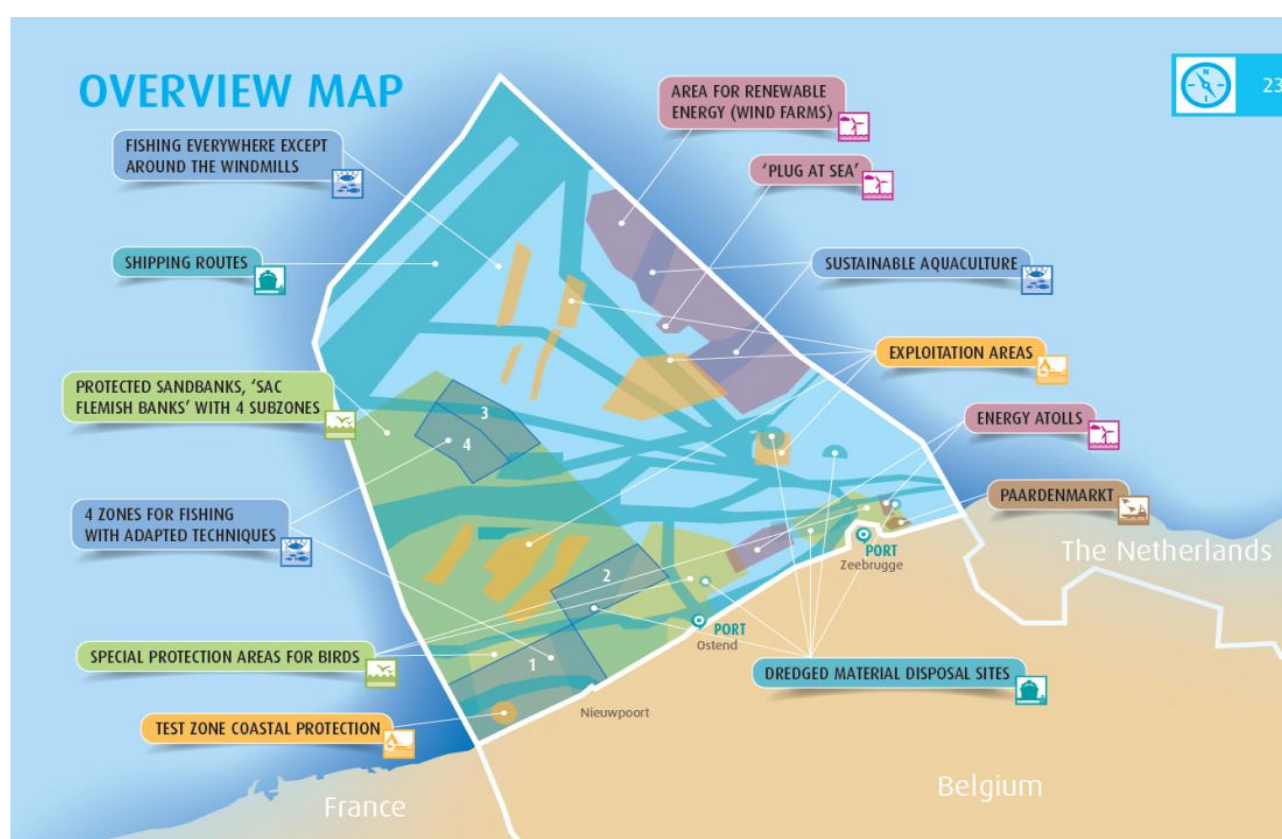 OVERVIEW MAP
23
AREA FOR RENEWABLE
ENERGY (WIND FARMS)
FISHING EVERYWHERE EXCEPT
AROUND THE WINDMILLS
'PLUG AT SEA'
SHIPPING ROUTES
SUSTAINABLE AQUACULTURE
EXPLOITATION AREAS
PROTECTED SANDBANKS, 'SAC
FLEMISH BANKS' WITH 4 SUBZONES
3
4
ENERGY ATOLLS
PAARDENMARKT
4 ZONES FOR FISHING
WITH ADAPTED TECHNIQUES
PORT
Zeebrugge
The Netherlands
2
PORT
Ostend
SPECIAL PROTECTION AREAS FOR BIRDS
1
DREDGED MATERIAL DISPOSAL SITES
Nieuwpoort
TEST ZONE COASTAL PROTECTION
Belgium
France